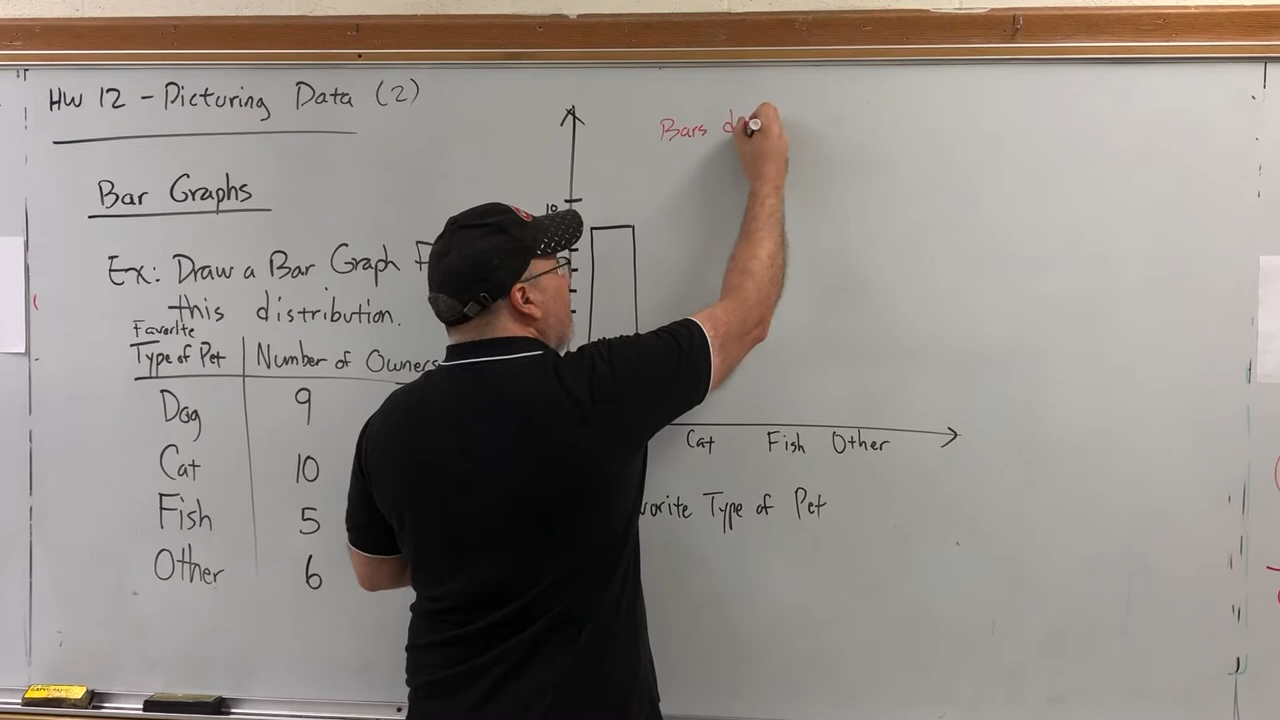 HW 12 - Picturing Data (2)
Bar Graphs
Ex: Draw a Bar Graph
this distribution.
Favorite
Type of Pet Number of Owners
Dog 9
Cat 10
Fish 5
Other 6
Bars
10
Cat Fish Other
Type of Pet